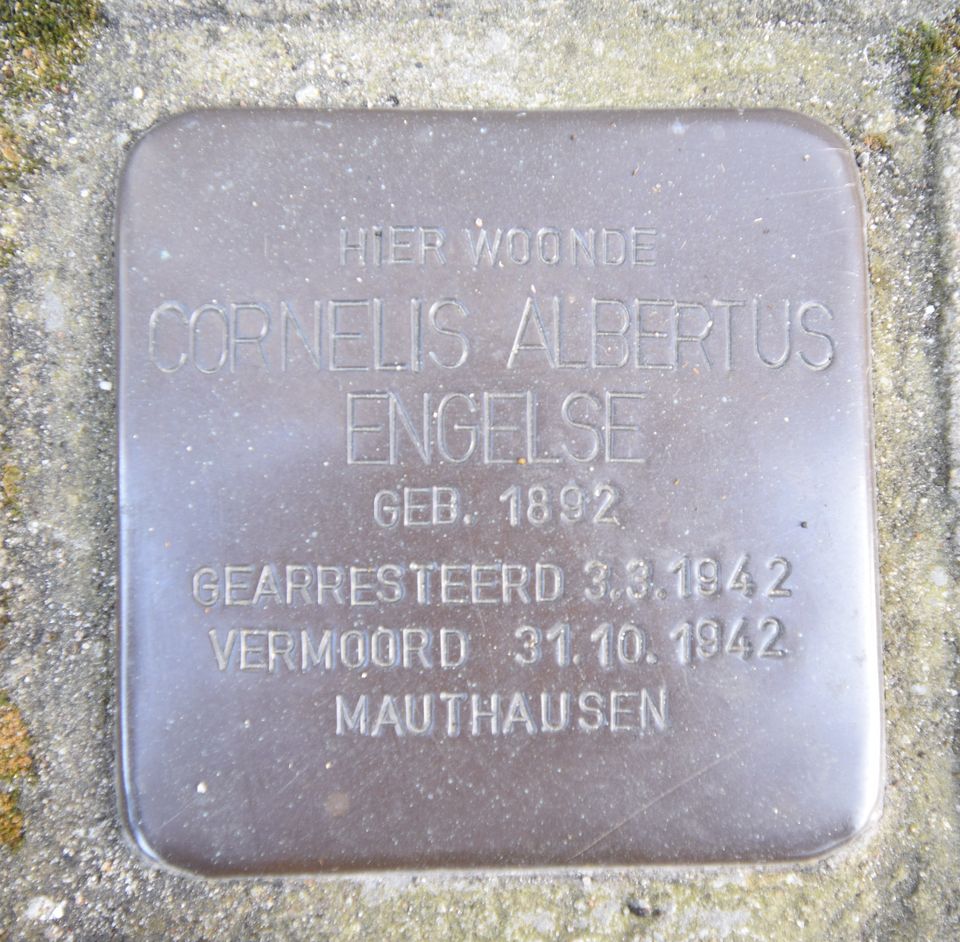 HIER WOONDE
CORNELIS ALBERTUS
ENGELSE
GEB. 1892
GEARRESTEERD 3.3.1942
VERMOORD 31.10.1942
MAUTHAUSEN